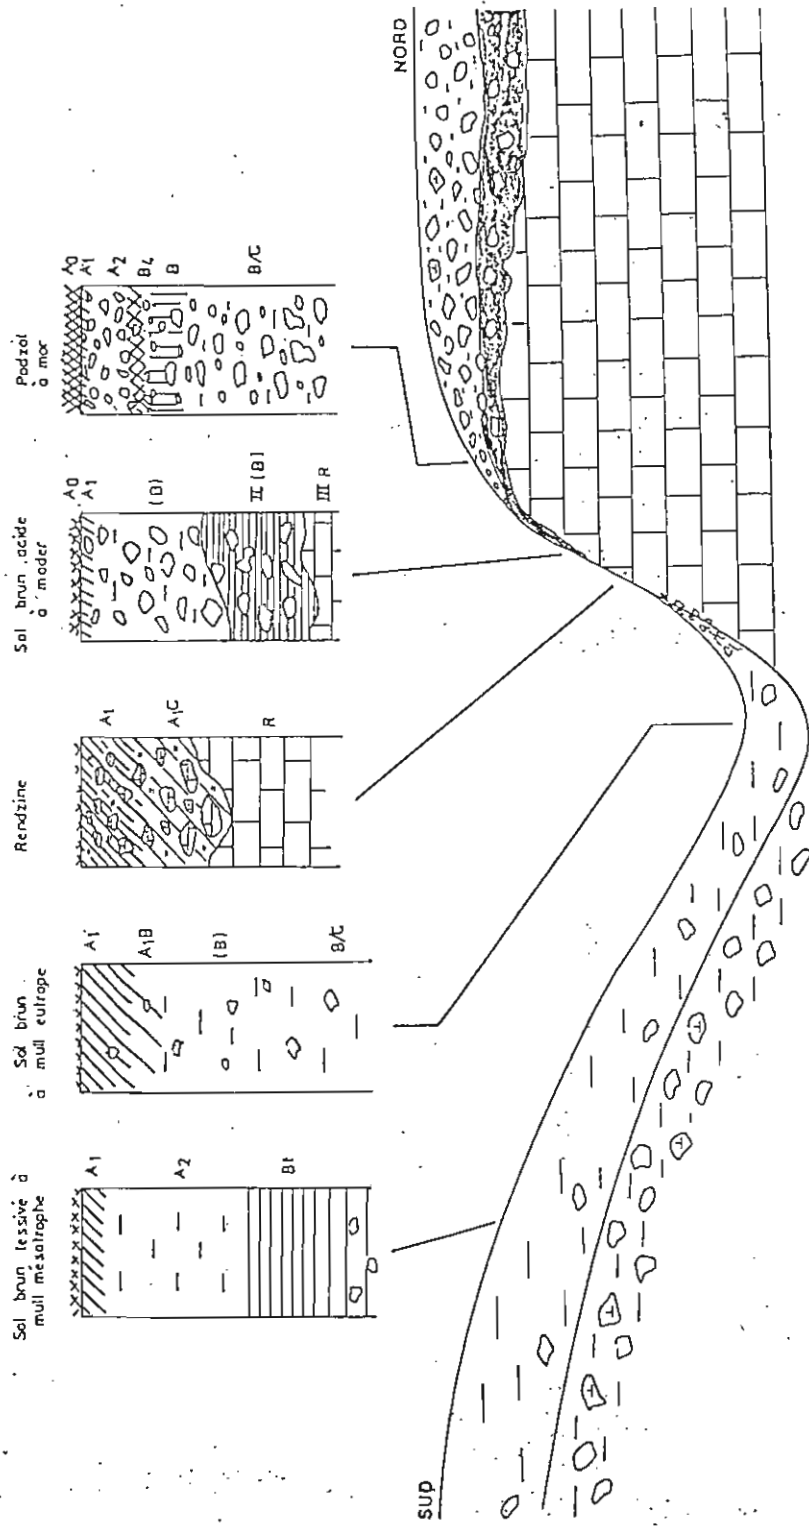 Sol brun lessivé à
mull mésotrophe
A1
A2
Bt
Sol brun
à mull eutrope
A1
A1B
(B)
B/C
Rendzine
A1
A1C
R
Sol brun acide
à moder
A0
A1
(B)
II (B)
III R
Podzol
à mor
A0
A1
A2
Bh
B
B/C
SUD
NORD